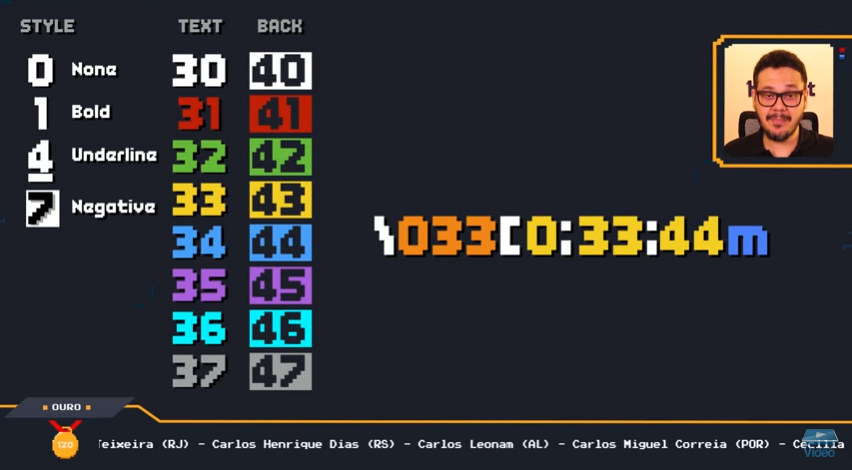 STYLE TEXT BACK
0 None 30 40
1 Bold 31 41
4 Underline 32 42
7 Negative 33 43
34 44
35 45
36 46
37 47
\033[0:33:44m
OURO
120
Teixeira (RJ) - Carlos Henrique Dias (RS) - Carlos Leonam (AL) - Carlos Miguel Correia (POR) - Cecília
Vídeo